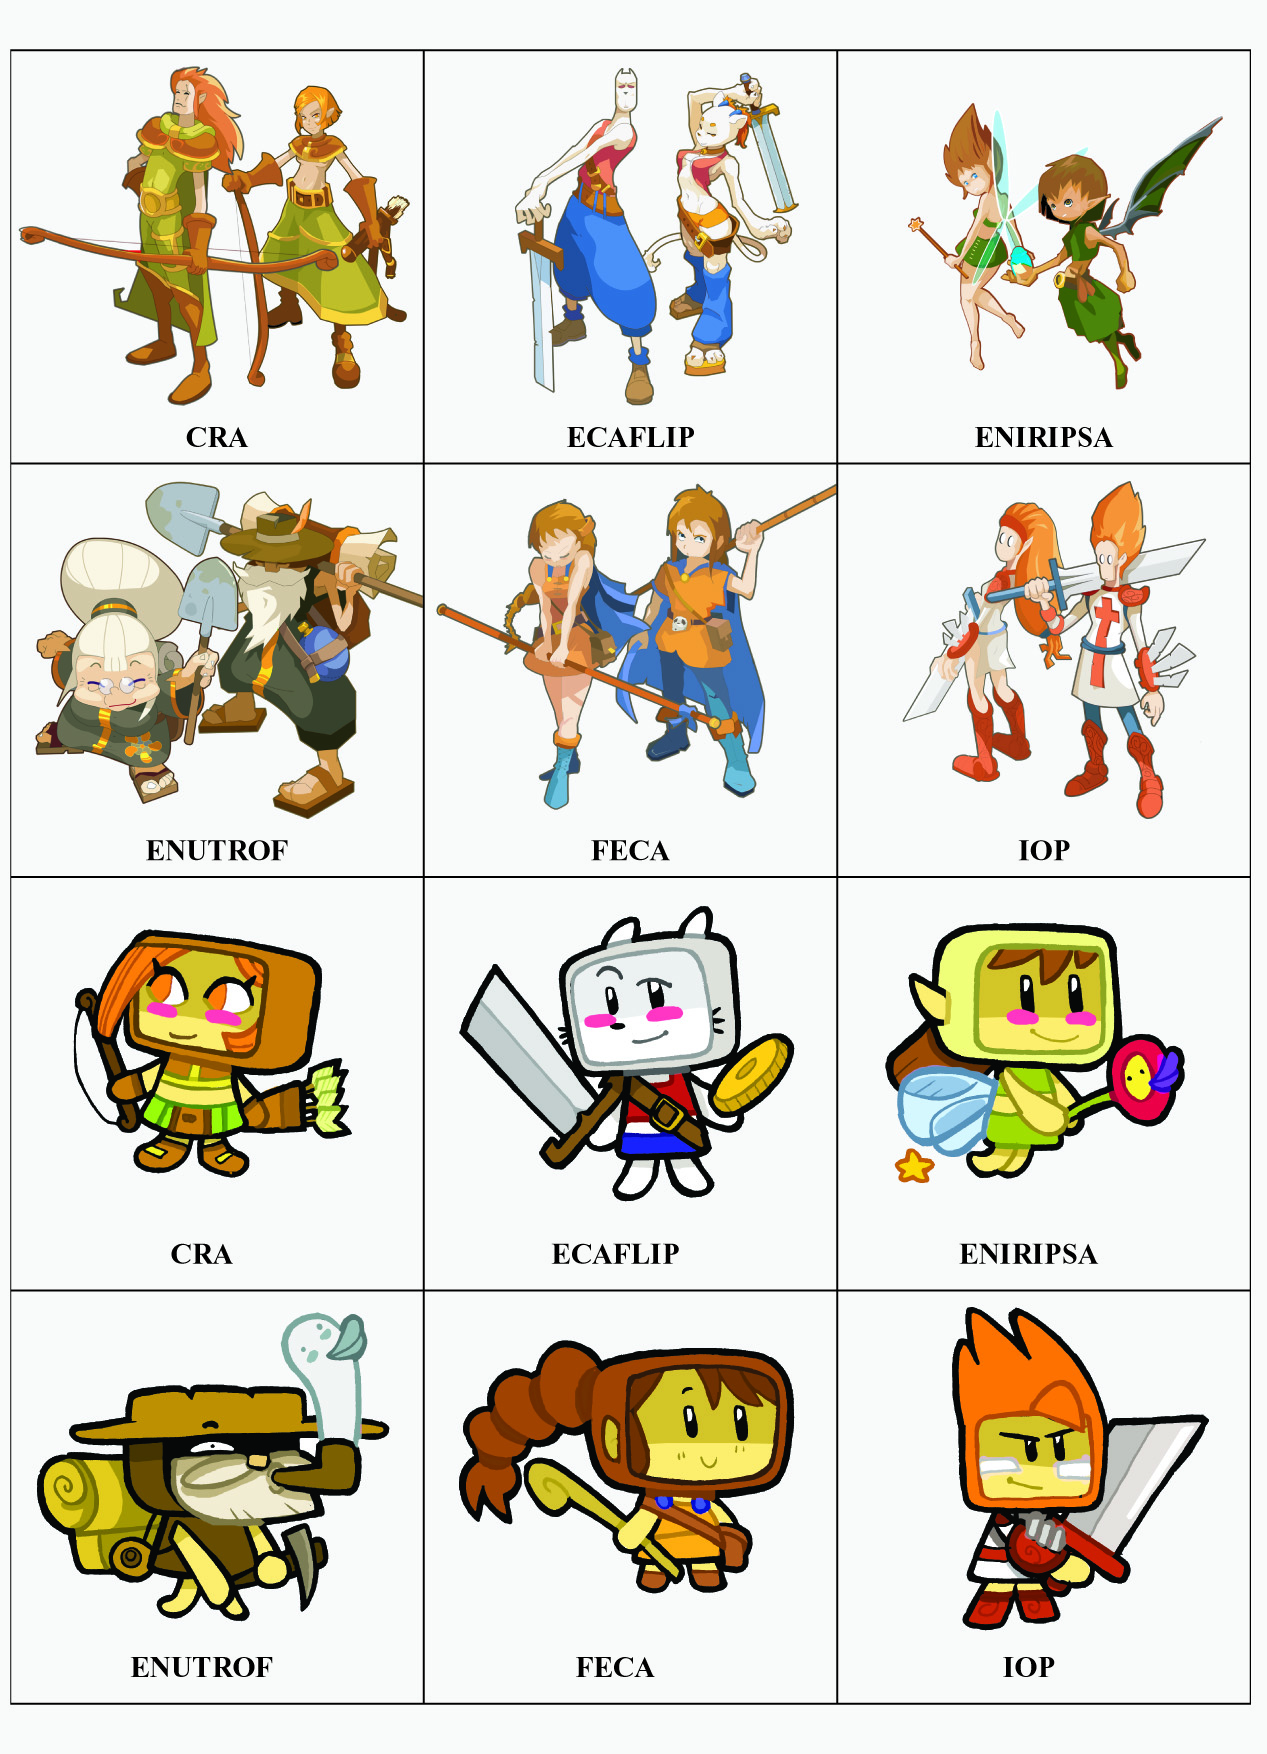 CRA
ECAFLIP
ENIRIPSA
ENUTROF
FECA
IOP
CRA
ECAFLIP
ENIRIPSA
ENUTROF
FECA
IOP